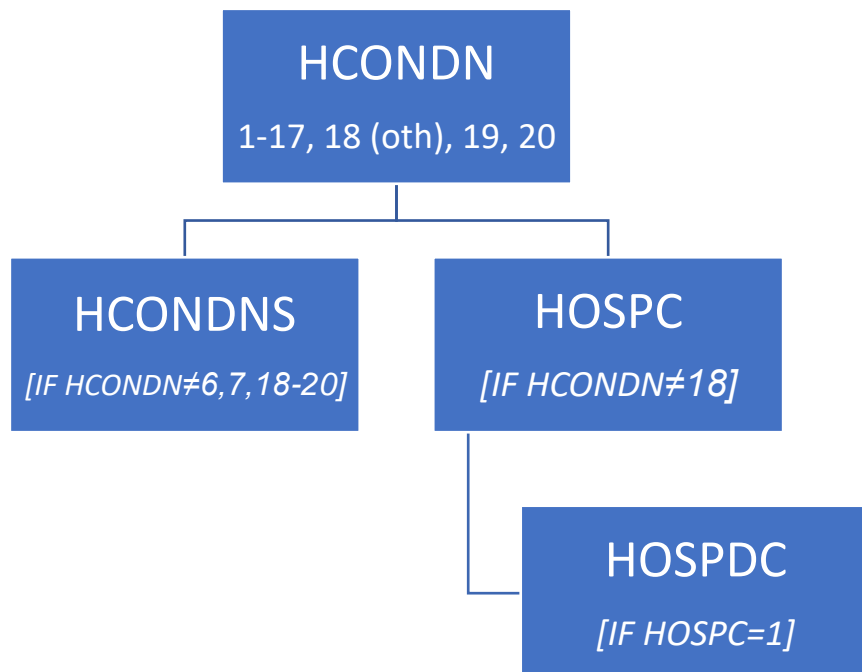 HCONDN
1-17, 18 (oth), 19, 20
HCONDNS
[IF HCONDN≠6,7,18-20]
HOSPC
[IF HCONDN≠18]
HOSPDC
[IF HOSPC=1]